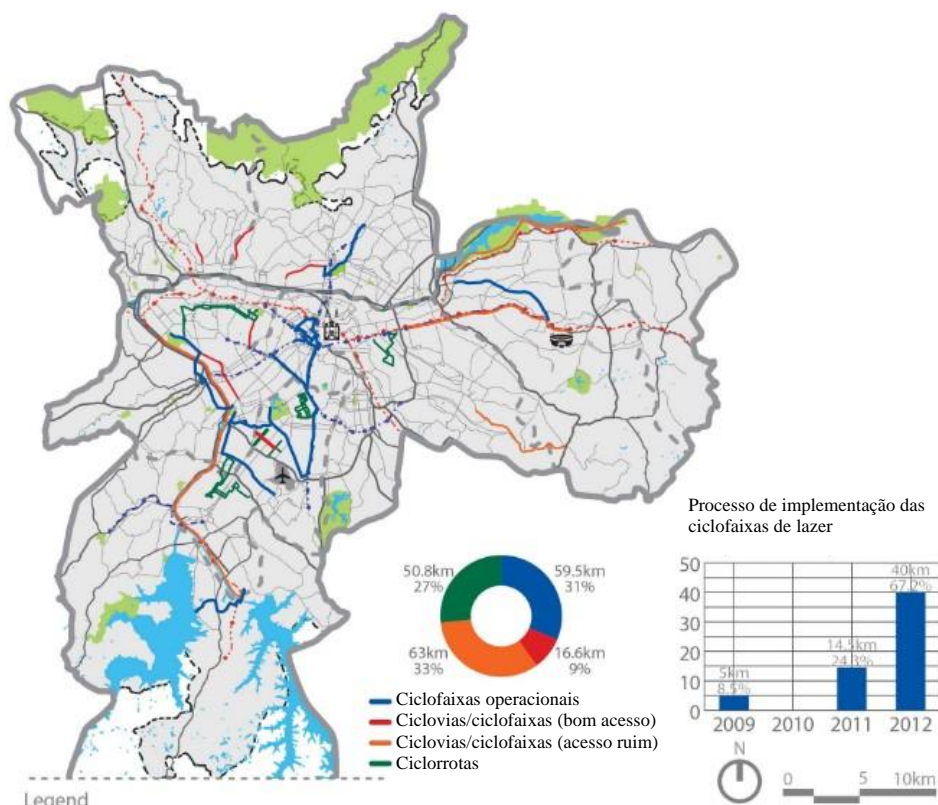 Processo de implementação das
ciclofaixas de lazer
50.8km
27%
59.5km
31%
63km
33%
16.6km
9%
Ciclofaixas operacionais
Ciclovias/ciclofaixas (bom acesso)
Ciclovias/ciclofaixas (acesso ruim)
Ciclorrotas
50
40
30
20
10
0
5km
8.5%
14.5km
24.3%
40km
67.2%
2009 2010 2011 2012
N
0 5 10km
Legend